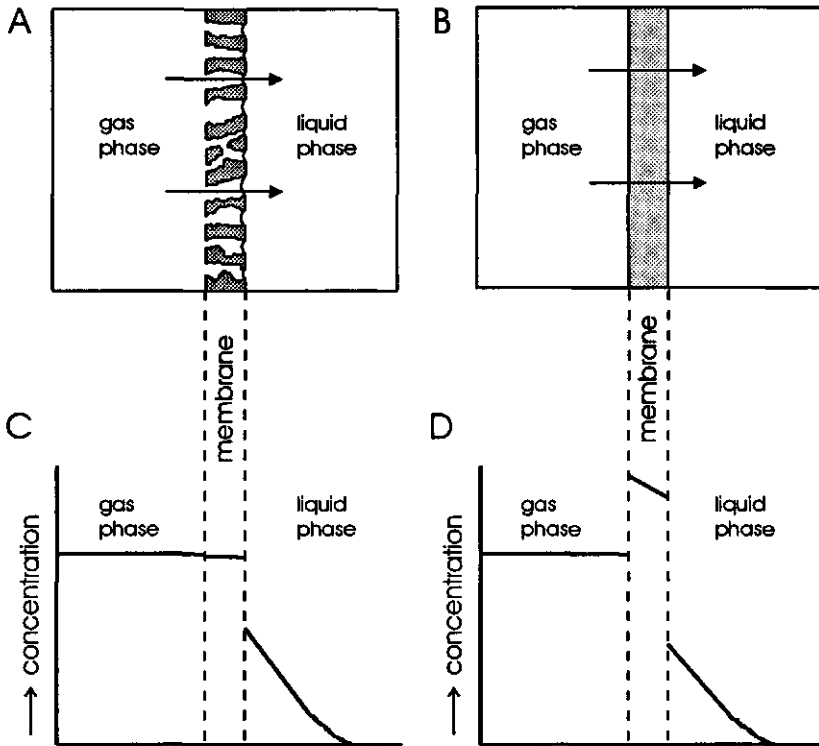 A
B
gas
phase
liquid
phase
gas
phase
liquid
phase
membrane
membrane
C
D
gas
phase
liquid
phase
gas
phase
liquid
phase
concentration
concentration